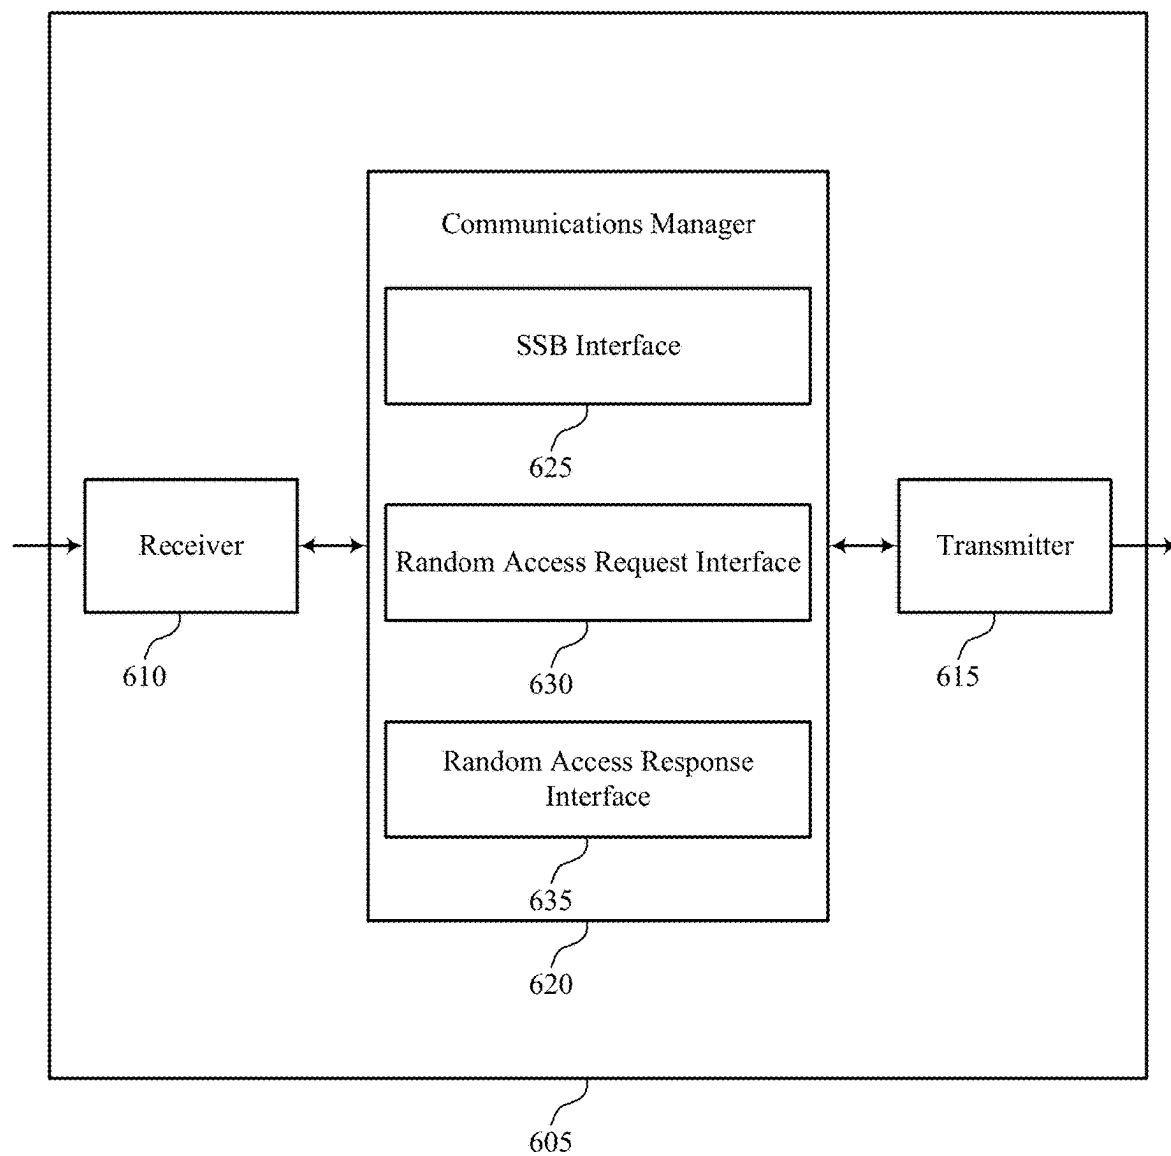 Communications Manager
SSB Interface
625
Receiver
610
Random Access Request Interface
630
Transmitter
615
Random Access Response
Interface
635
620
605